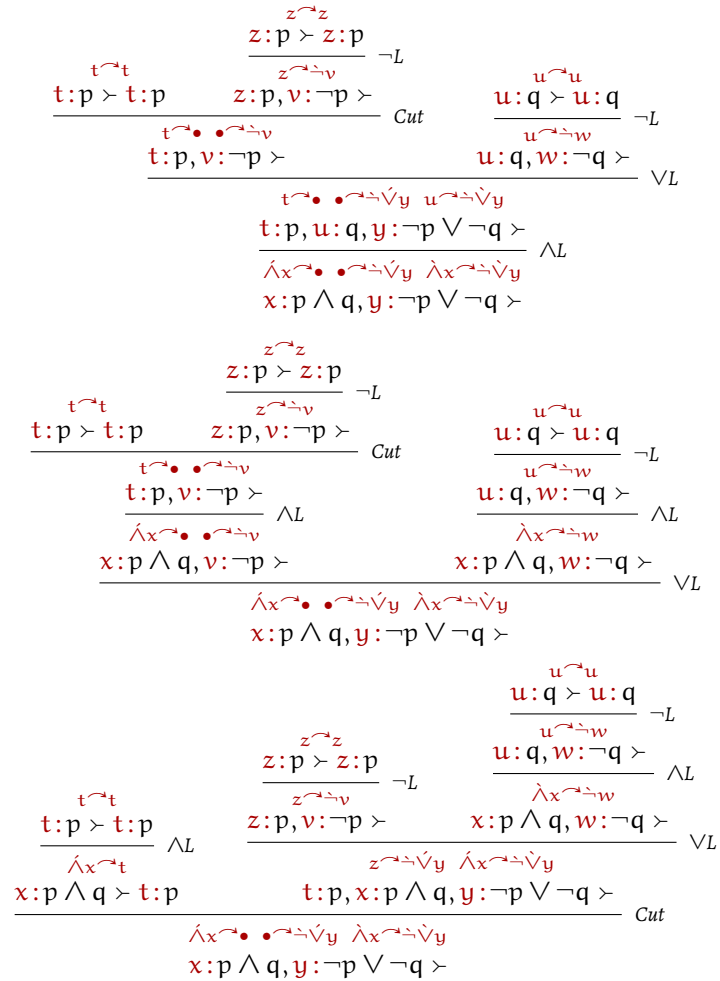 z↷z
z:p ≻ z:p ¬L
t↷t z↷¬̀v u↷u
t:p ≻ t:p z:p, v:¬p ≻ Cut u:q ≻ u:q ¬L
t↷• •↷¬̀v u↷¬̀w
t:p, v:¬p ≻ u:q, w:¬q ≻ ∨L
t↷• •↷¬̀∨́y u↷¬̀∨̀y
t:p, u:q, y:¬p ∨ ¬q ≻ ∧L
∧́x↷• •↷¬̀∨́y ∧̀x↷¬̀∨̀y
x:p ∧ q, y:¬p ∨ ¬q ≻
z↷z
z:p ≻ z:p ¬L
t↷t z↷¬̀v u↷u
t:p ≻ t:p z:p, v:¬p ≻ Cut u:q ≻ u:q ¬L
t↷• •↷¬̀v u↷¬̀w
t:p, v:¬p ≻ ∧L u:q, w:¬q ≻ ∧L
∧́x↷• •↷¬̀v ∧̀x↷¬̀w
x:p ∧ q, v:¬p ≻ x:p ∧ q, w:¬q ≻ ∨L
∧́x↷• •↷¬̀∨́y ∧̀x↷¬̀∨̀y
x:p ∧ q, y:¬p ∨ ¬q ≻
u↷u
u:q ≻ u:q ¬L
z↷z u↷¬̀w
z:p ≻ z:p ¬L u:q, w:¬q ≻ ∧L
t↷t z↷¬̀v ∧̀x↷¬̀w
t:p ≻ t:p ∧L z:p, v:¬p ≻ x:p ∧ q, w:¬q ≻ ∨L
∧́x↷t z↷¬̀∨́y ∧́x↷¬̀∨̀y
x:p ∧ q ≻ t:p t:p, x:p ∧ q, y:¬p ∨ ¬q ≻ Cut
∧́x↷• •↷¬̀∨́y ∧̀x↷¬̀∨̀y
x:p ∧ q, y:¬p ∨ ¬q ≻